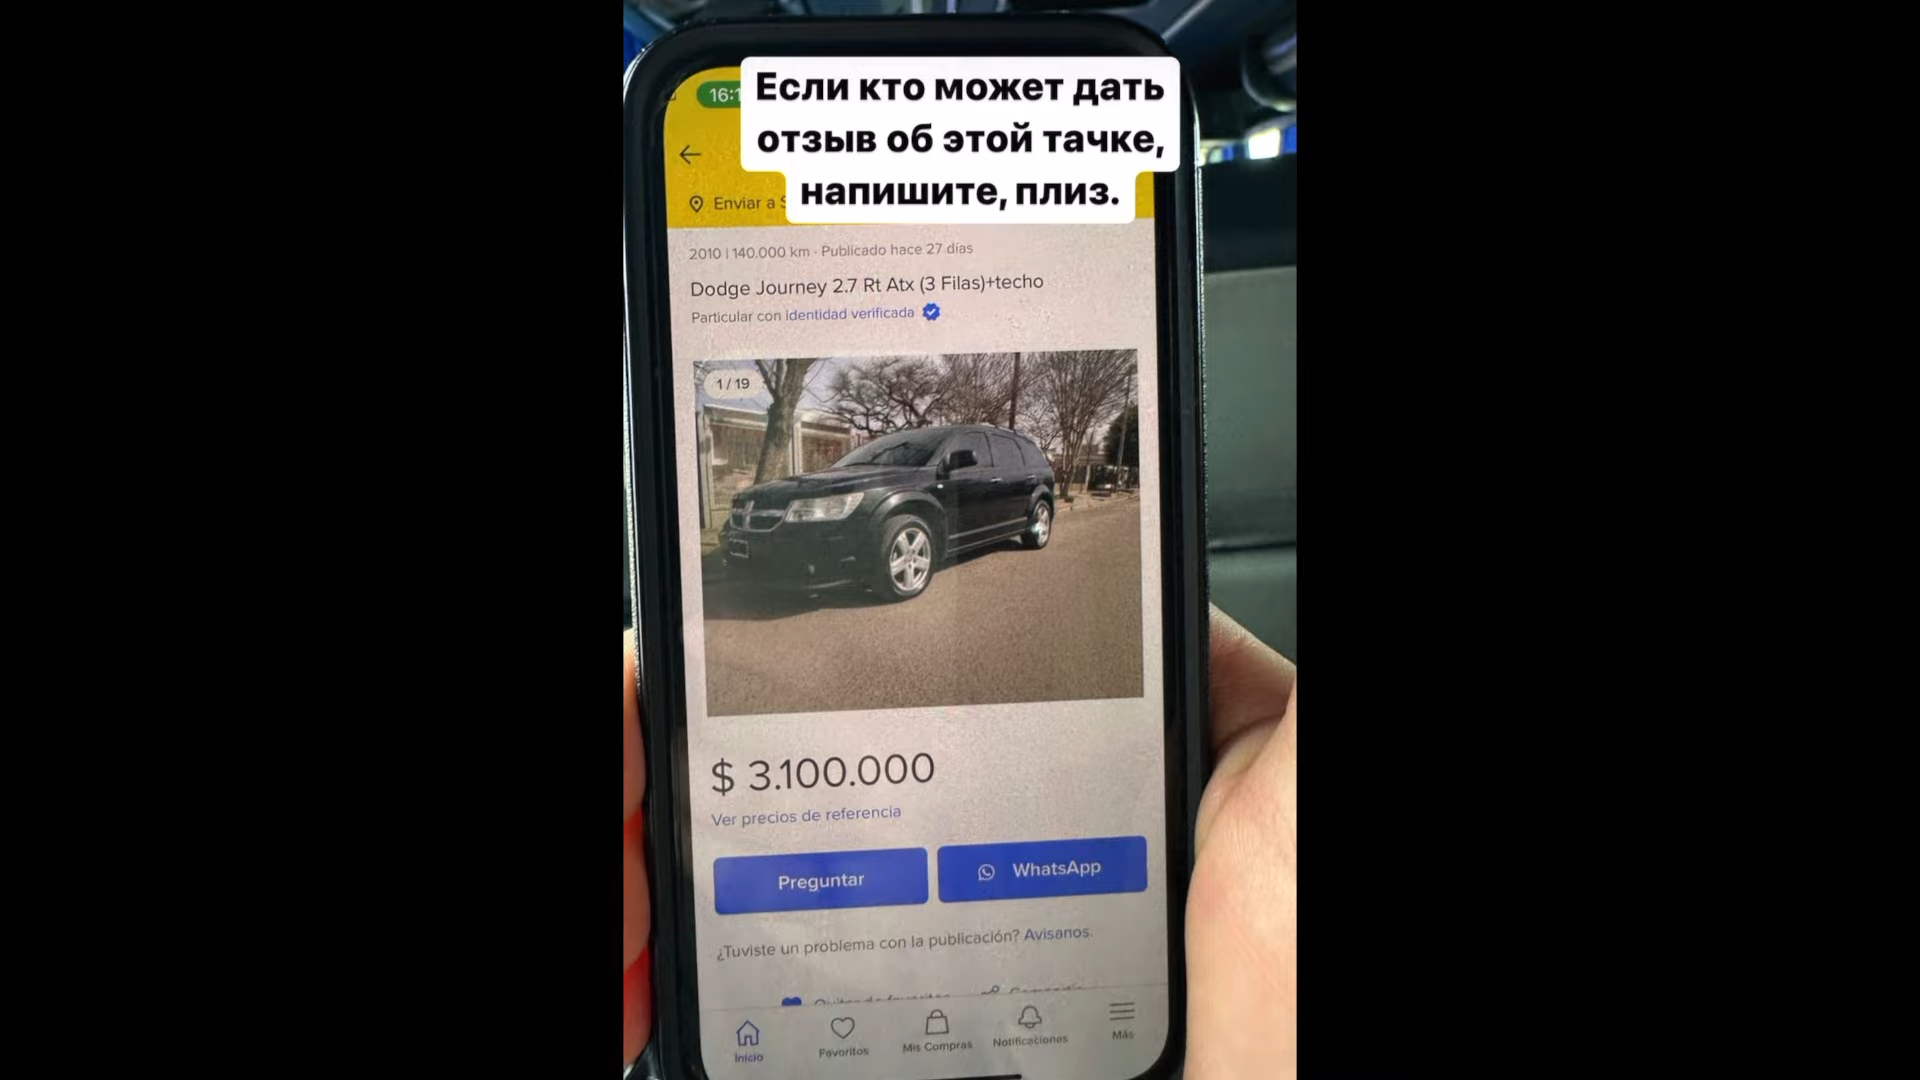 Если кто может дать
отзыв об этой тачке,
напишите, плиз.
16:1
Enviar a
2010 | 140.000 km · Publicado hace 27 días
Dodge Journey 2.7 Rt Atx (3 Filas)+techo
Particular con identidad verificada
1 / 19
$ 3.100.000
Ver precios de referencia
Preguntar
WhatsApp
¿Tuviste un problema con la publicación? Avisanos.
Inicio
Favoritos
Mis Compras
Notificaciones
Más